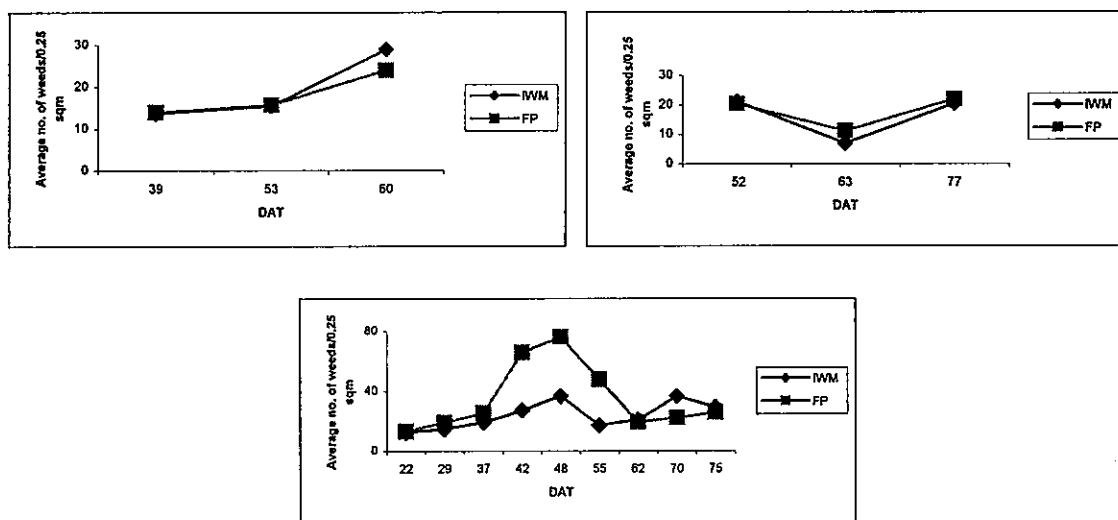 Average no. of weeds/0.25
sqm
30
20
10
0
39 53 60
DAT
IWM
FP
Average no. of weeds/0.25
sqm
30
20
10
0
52 63 77
DAT
IWM
FP
Average no. of weeds/0.25
sqm
80
40
0
22 29 37 42 48 55 62 70 75
DAT
IWM
FP